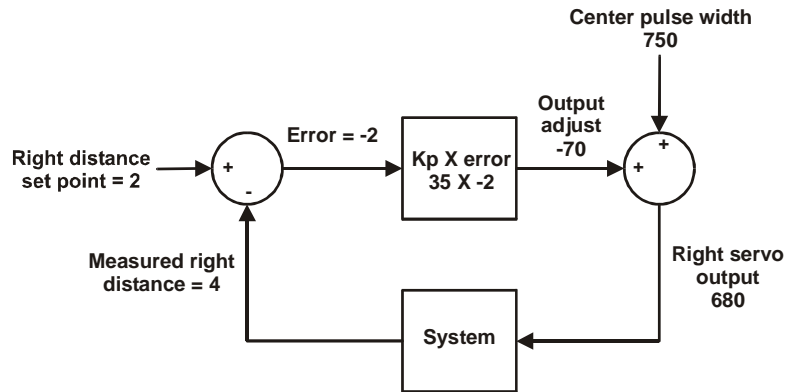 Center pulse width
750
Output
adjust
-70
Error = -2
Kp X error
35 X -2
Right distance
set point = 2
+
-
+
+
Measured right
distance = 4
System
Right servo
output
680